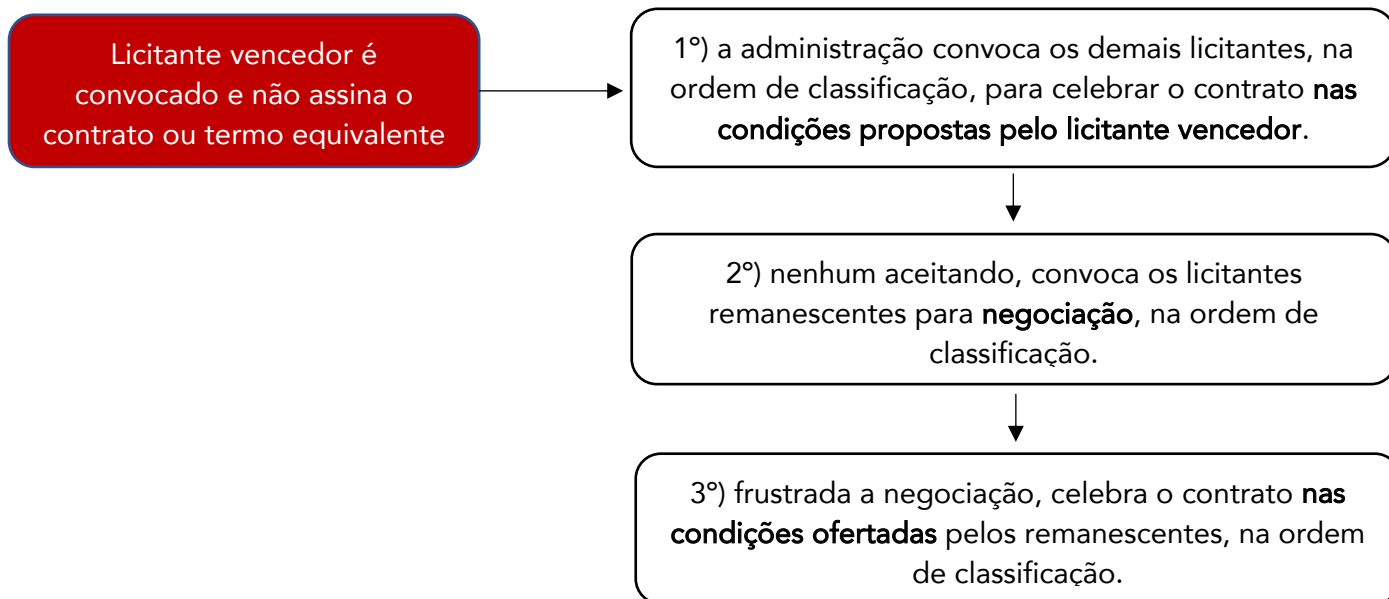 Licitante vencedor é
convocado e não assina o
contrato ou termo equivalente
1º) a administração convoca os demais licitantes, na
ordem de classificação, para celebrar o contrato nas
condições propostas pelo licitante vencedor.
2º) nenhum aceitando, convoca os licitantes
remanescentes para negociação, na ordem de
classificação.
3º) frustrada a negociação, celebra o contrato nas
condições ofertadas pelos remanescentes, na ordem
de classificação.